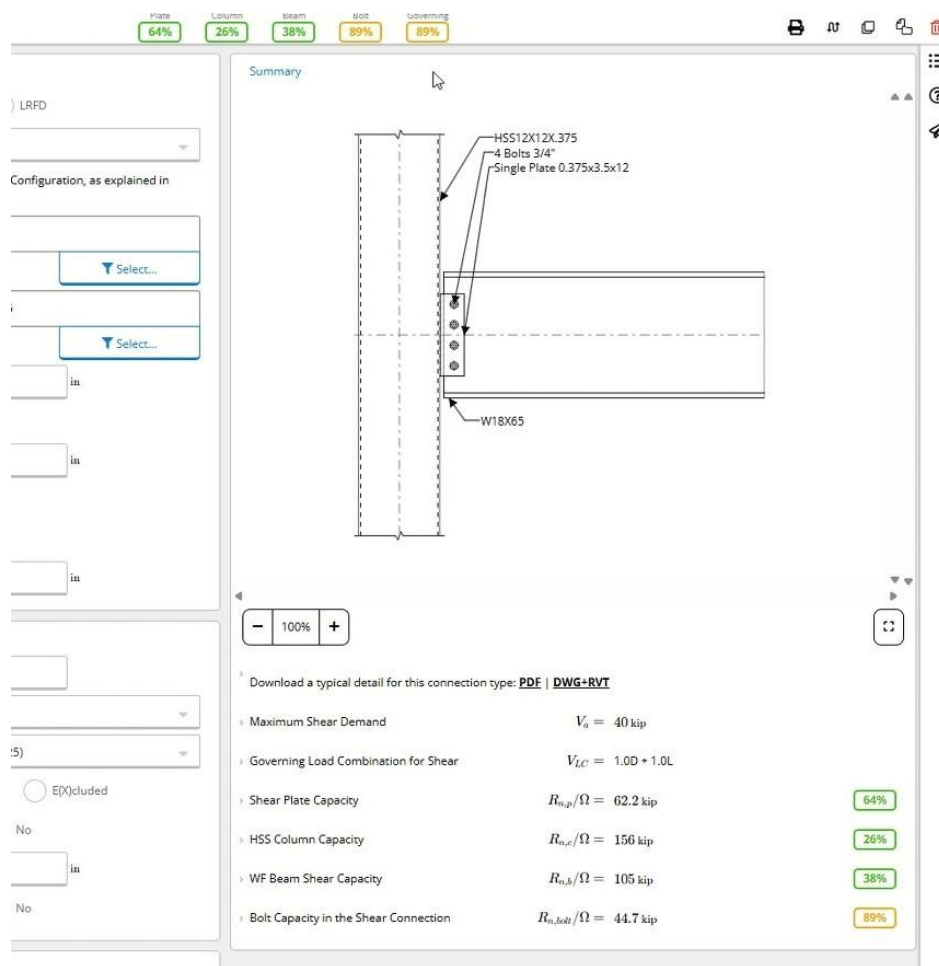 Plate Column Beam Bolt Governing
64% 26% 38% 89% 89%
Summary
LRFD
HSS12X12X.375
4 Bolts 3/4"
Single Plate 0.375x3.5x12
Configuration, as explained in
Select...
Select...
in
W18X65
in
in
100%
Download a typical detail for this connection type: PDF | DWG+RVT
Maximum Shear Demand Va = 40 kip
25)
Governing Load Combination for Shear VLC = 1.0D + 1.0L
E(X)cluded
Shear Plate Capacity Rn,p/Ω = 62.2 kip 64%
No
HSS Column Capacity Rn,c/Ω = 156 kip 26%
in
WF Beam Shear Capacity Rn,b/Ω = 105 kip 38%
No
Bolt Capacity in the Shear Connection Rn,bolt/Ω = 44.7 kip 89%